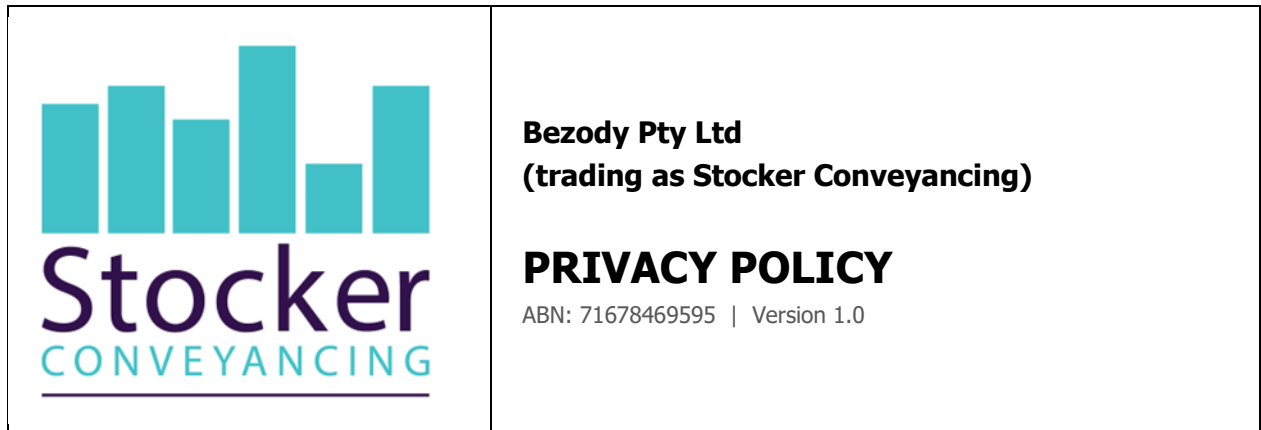 Stocker
CONVEYANCING
Bezody Pty Ltd
(trading as Stocker Conveyancing)
PRIVACY POLICY
ABN: 71678469595 | Version 1.0